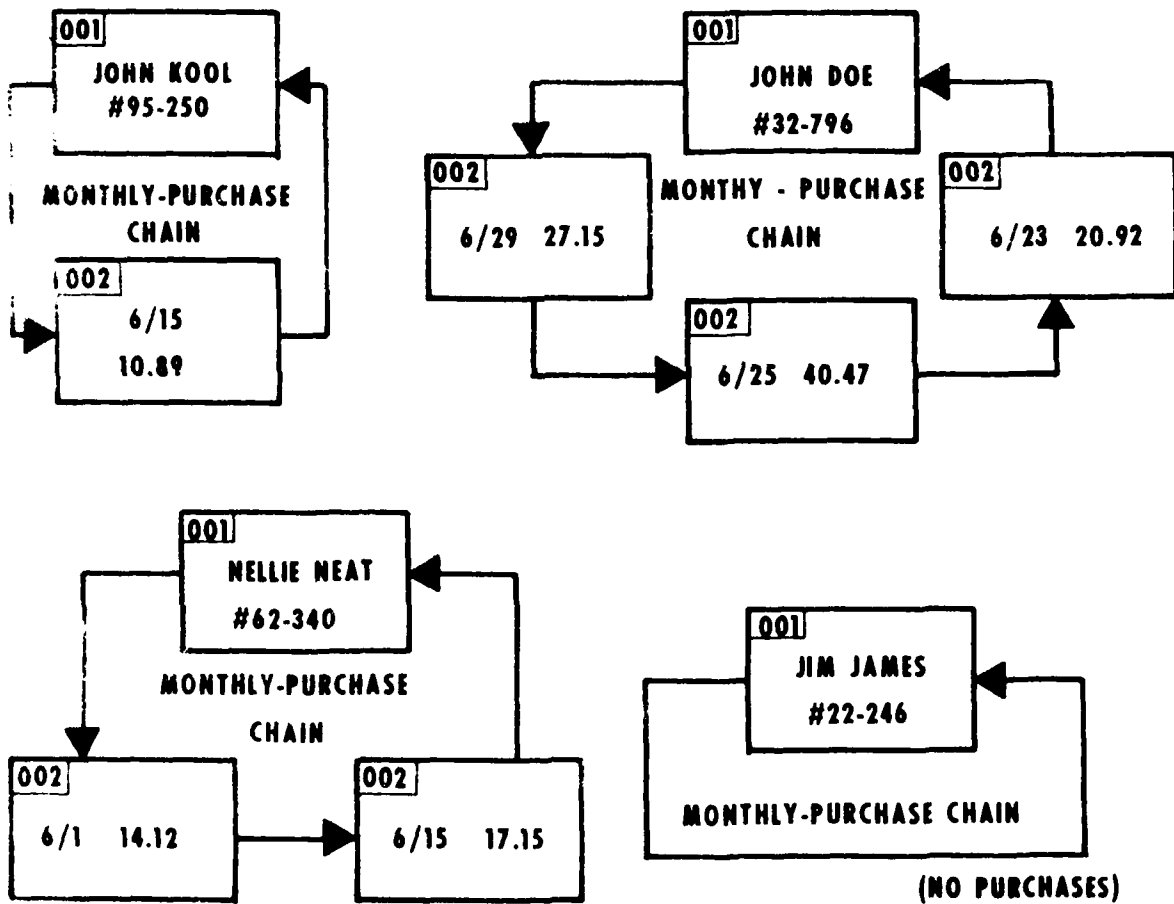 001
JOHN KOOL
#95-250
MONTHLY-PURCHASE
CHAIN
002
6/15
10.89
001
JOHN DOE
#32-796
MONTHY - PURCHASE
CHAIN
002
6/29 27.15
002
6/25 40.47
002
6/23 20.92
001
NELLIE NEAT
#62-340
MONTHLY-PURCHASE
CHAIN
002
6/1 14.12
002
6/15 17.15
001
JIM JAMES
#22-246
MONTHLY-PURCHASE CHAIN
(NO PURCHASES)